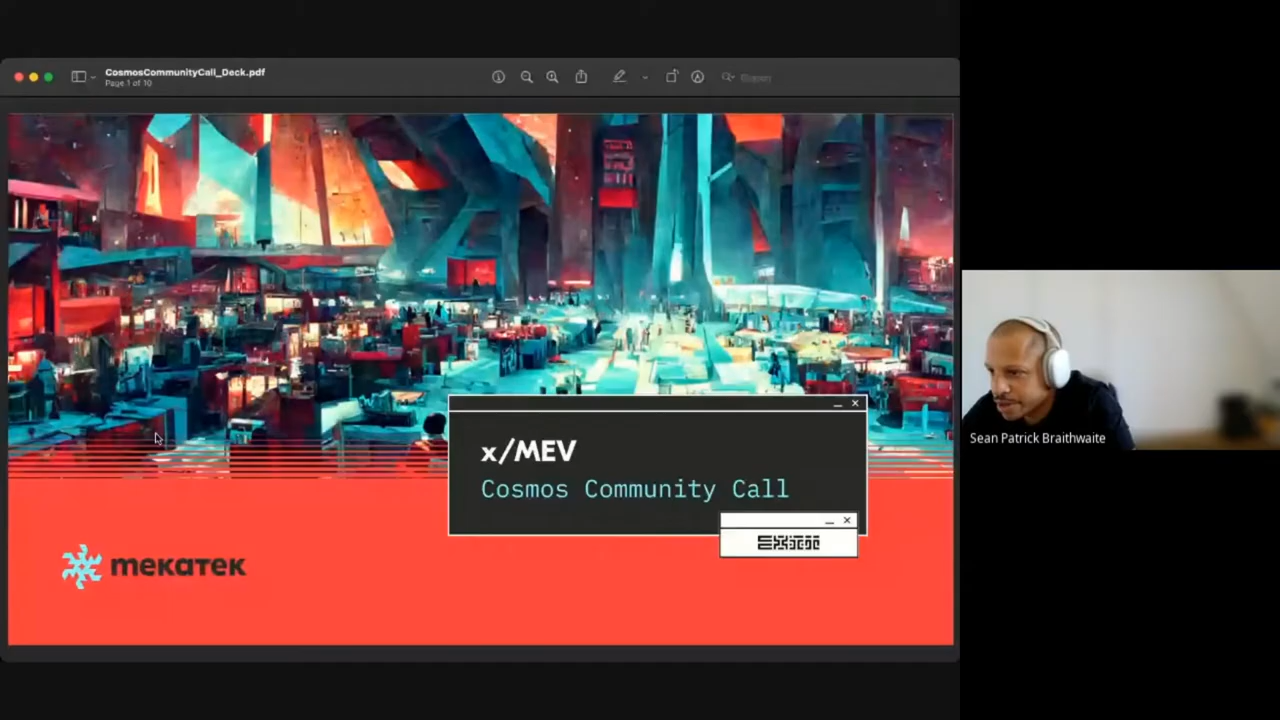 CosmosCommunityCall_Deck.pdf
Page 1 of 10
x/MEV
Cosmos Community Call
mekatek
Sean Patrick Braithwaite